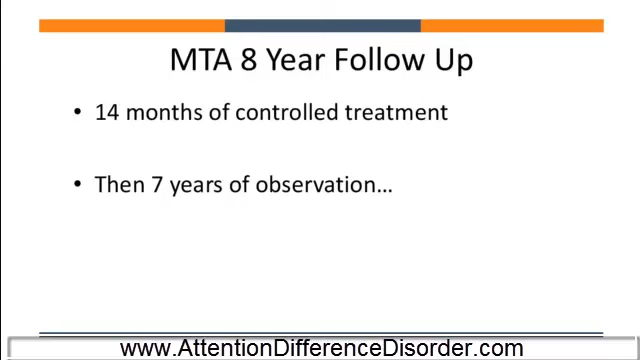 MTA 8 Year Follow Up
• 14 months of controlled treatment
• Then 7 years of observation…
www.AttentionDifferenceDisorder.com